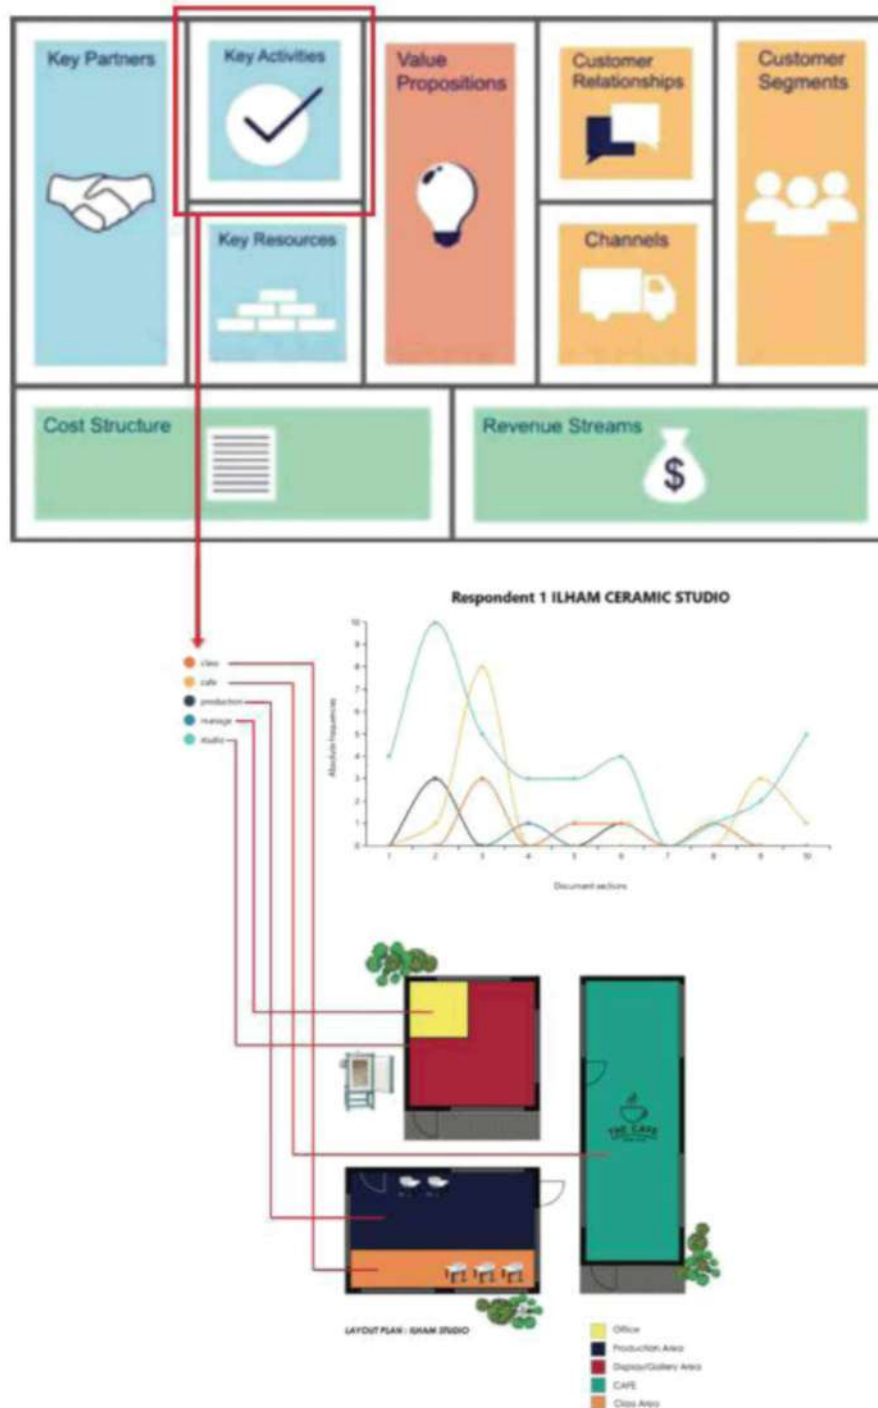 Key Partners
Key Activities
Value
Propositions
Customer
Relationships
Customer
Segments
Key Resources
Channels
Cost Structure
Revenue Streams
$
Respondent 1 ILHAM CERAMIC STUDIO
class
cafe
production
manage
studio
Absolute frequencies
10
9
8
7
6
5
4
3
2
1
0
1
2
3
4
5
6
7
8
9
10
Document sections
THE CAFE
LAYOUT PLAN : ILHAM STUDIO
Office
Production Area
Display/Gallery Area
CAFE
Class Area